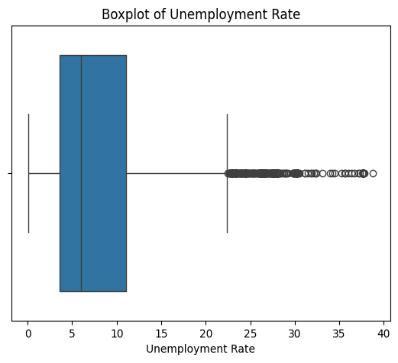 Boxplot of Unemployment Rate
0 5 10 15 20 25 30 35 40
Unemployment Rate